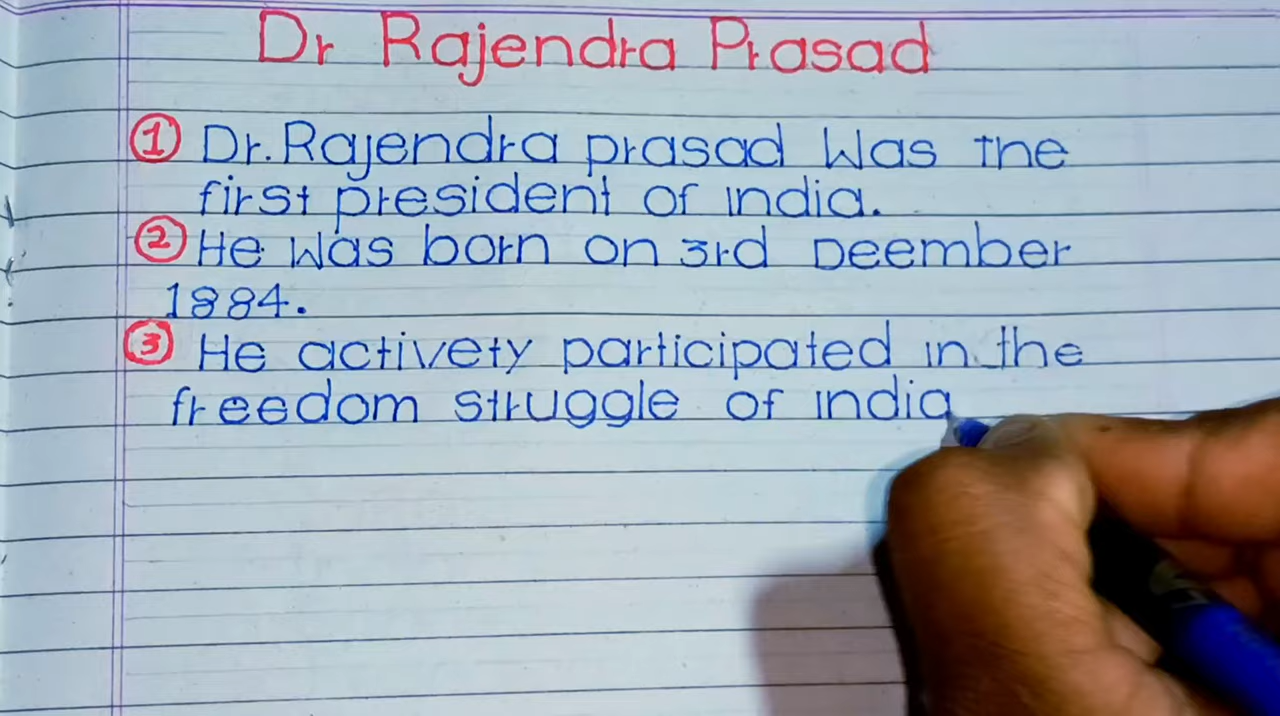 Dr Rajendra Prasad
① Dr. Rajendra prasad Was the
first president of india.
② He Was born on 3rd Deember
1884.
③ He activety participated in the
freedom struggle of india